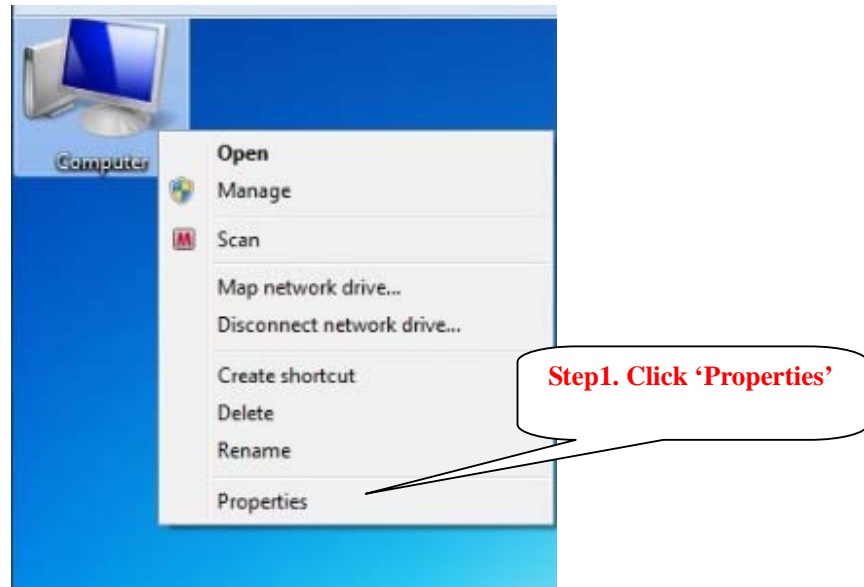 Computer
Open
Manage
Scan
Map network drive...
Disconnect network drive...
Create shortcut
Delete
Rename
Properties
Step1. Click ‘Properties’